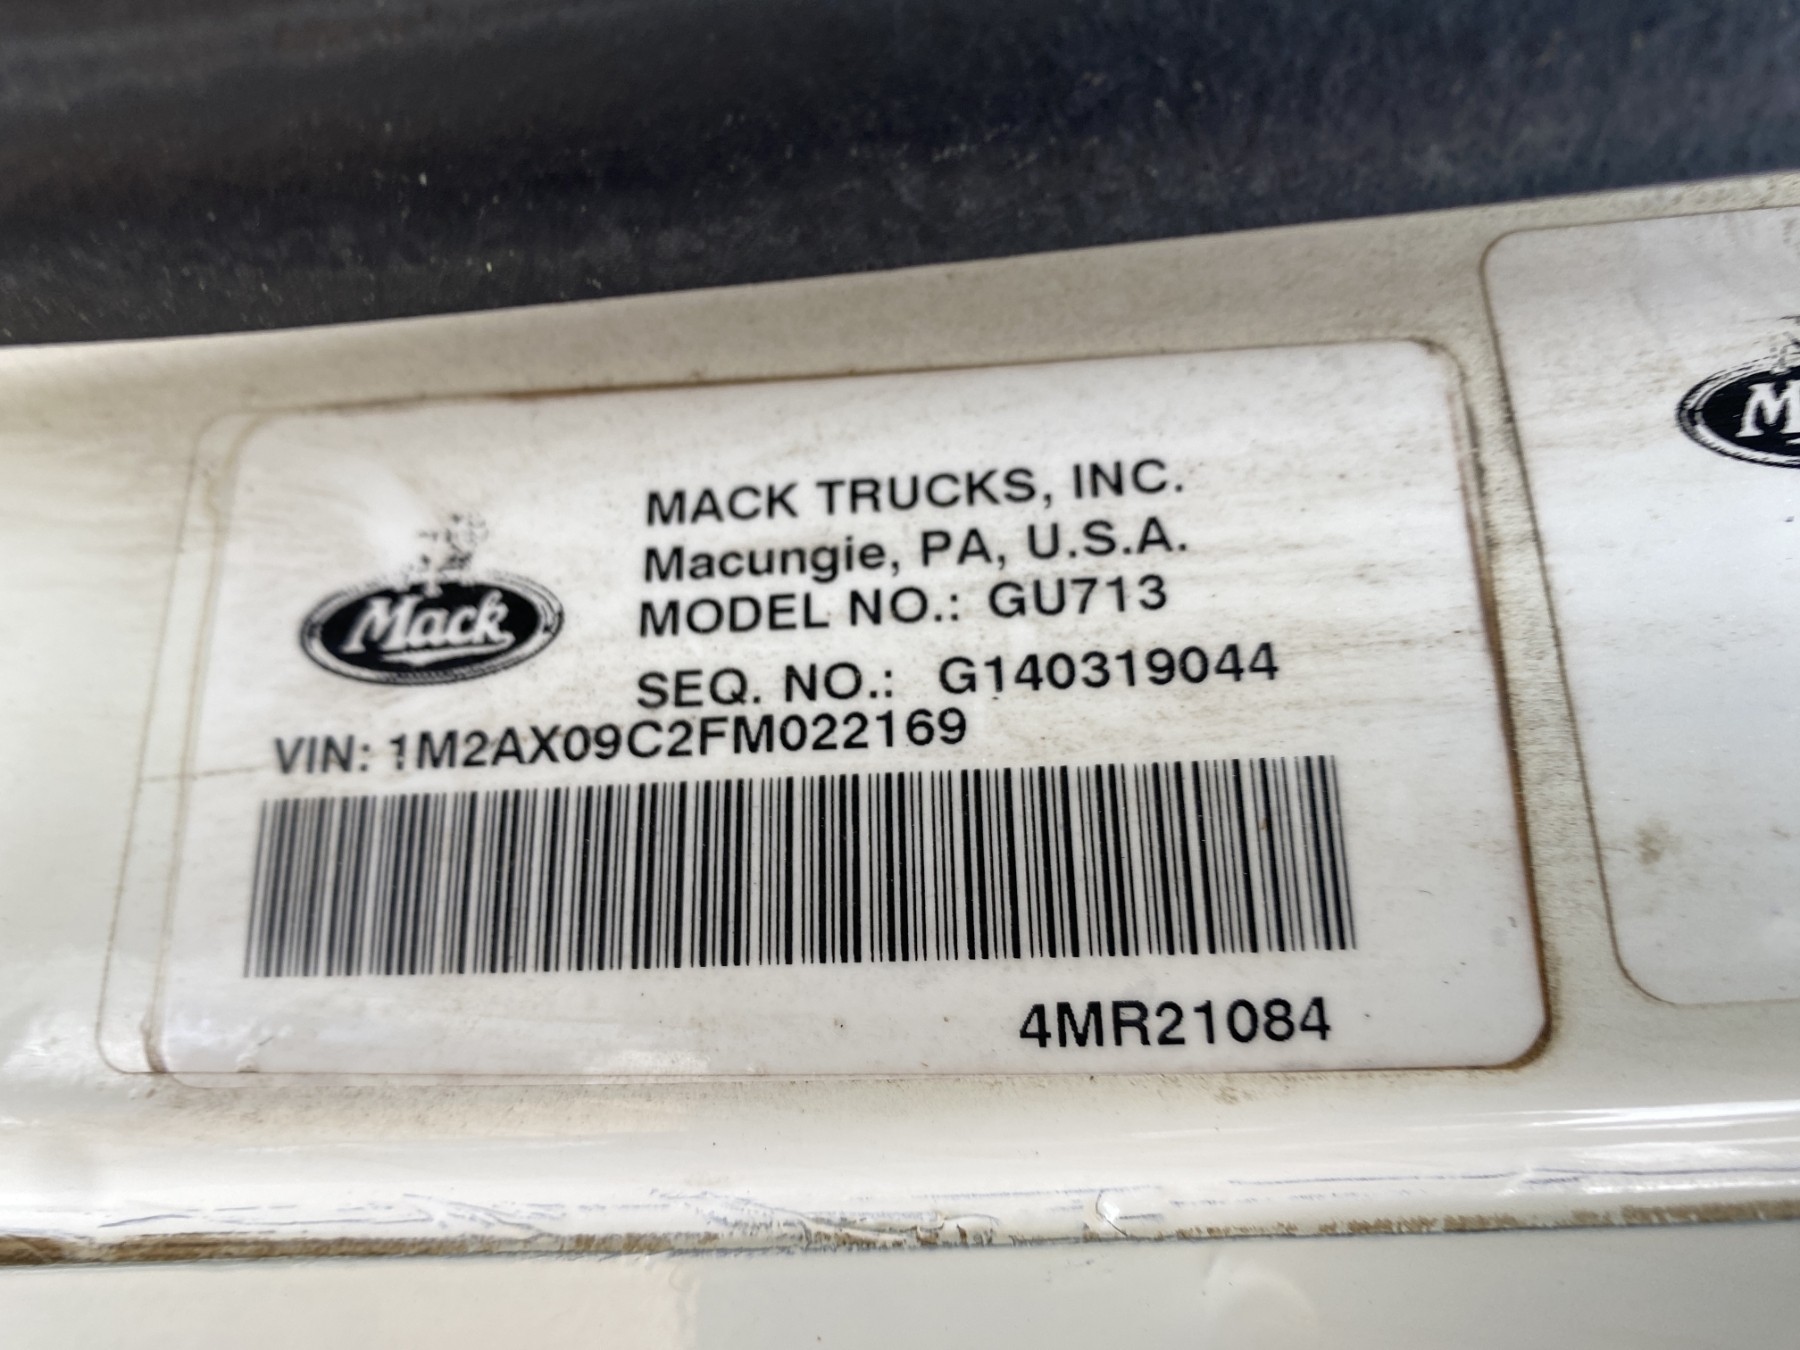 MACK TRUCKS, INC.
Macungie, PA, U.S.A.
MODEL NO.: GU713
Mack
SEQ. NO.: G140319044
VIN: 1M2AX09C2FM022169
4MR21084